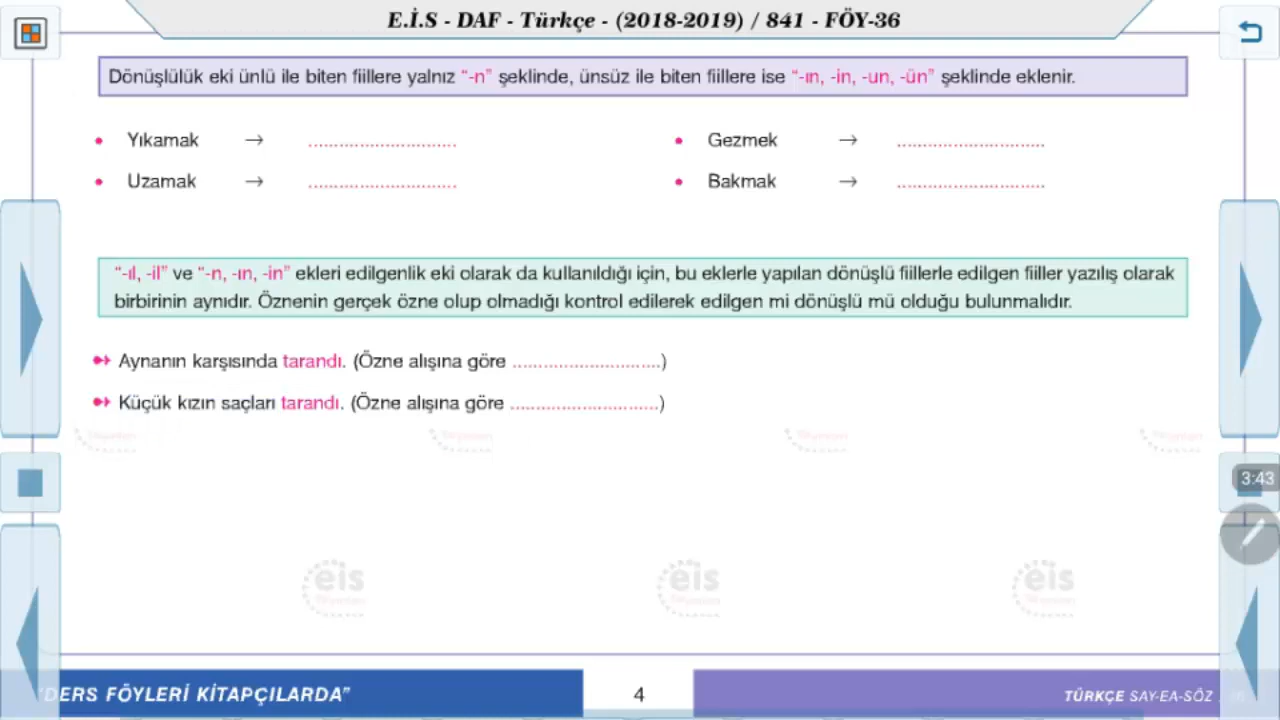 E.İ.S - DAF - Türkçe - (2018-2019) / 841 - FÖY-36
Dönüşlülük eki ünlü ile biten fiillere yalnız “-n” şeklinde, ünsüz ile biten fiillere ise “-ın, -in, -un, -ün” şeklinde eklenir.
• Yıkamak → ..........................
• Gezmek → ..........................
• Uzamak → ..........................
• Bakmak → ..........................
“-ıl, -il” ve “-n, -ın, -in” ekleri edilgenlik eki olarak da kullanıldığı için, bu eklerle yapılan dönüşlü fiillerle edilgen fiiller yazılış olarak
birbirinin aynıdır. Öznenin gerçek özne olup olmadığı kontrol edilerek edilgen mi dönüşlü mü olduğu bulunmalıdır.
Aynanın karşısında tarandı. (Özne alışına göre ..........................)
Küçük kızın saçları tarandı. (Özne alışına göre ..........................)
3:43
eis
eis
eis
“DERS FÖYLERİ KİTAPÇILARDA”
4
TÜRKÇE SAY-EA-SÖZ